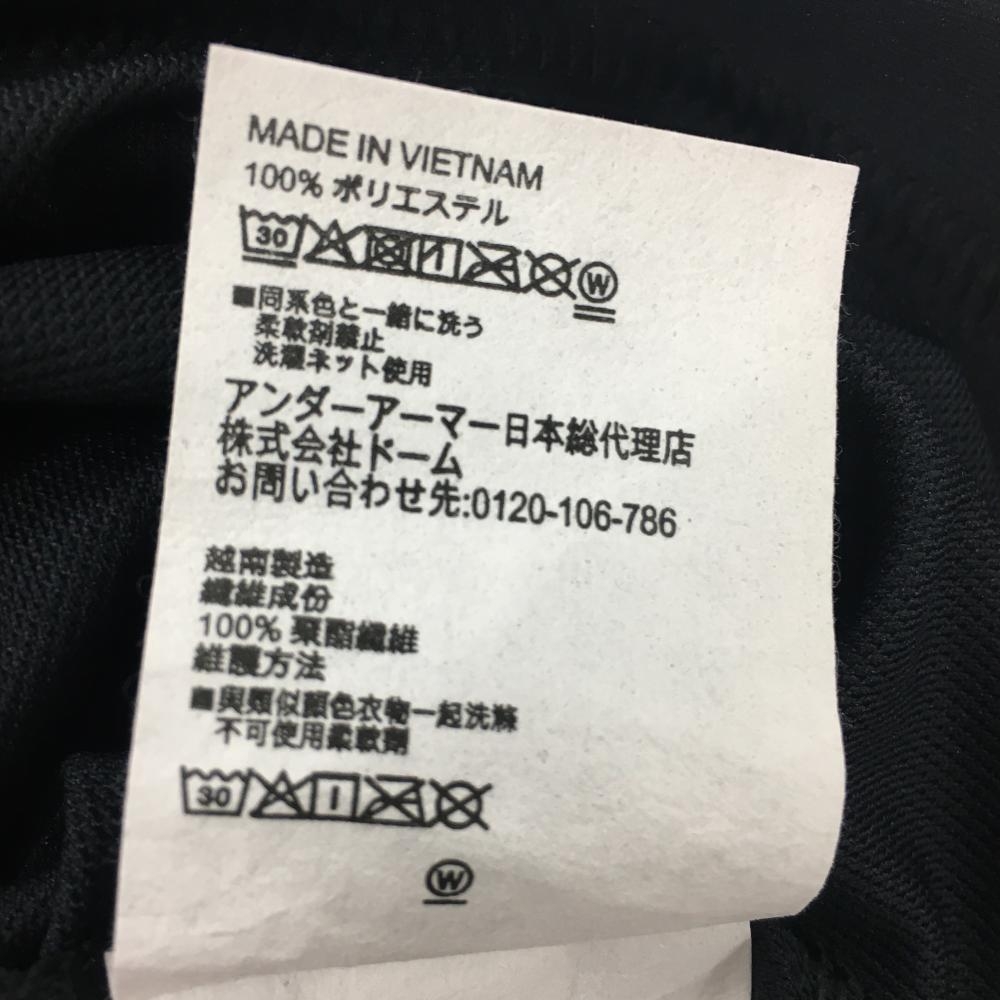 MADE IN VIETNAM
100% ポリエステル
30
W
■同系色と一緒に洗う
柔軟剤禁止
洗濯ネット使用
アンダーアーマー日本総代理店
株式会社ドーム
お問い合わせ先:0120-106-786
越南製造
纖維成份
100% 聚酯纖維
維護方法
■與類似顏色衣物一起洗滌
不可使用柔軟劑
30
W